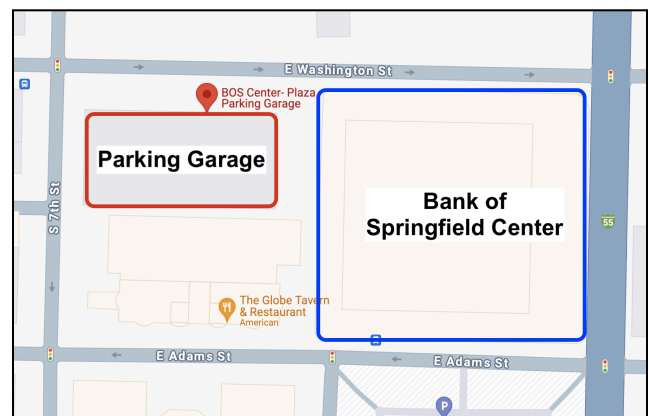 E Washington St
BOS Center- Plaza
Parking Garage
Parking Garage
Bank of
Springfield Center
S 7th St
55
The Globe Tavern
& Restaurant
American
E Adams St
E Adams St
P